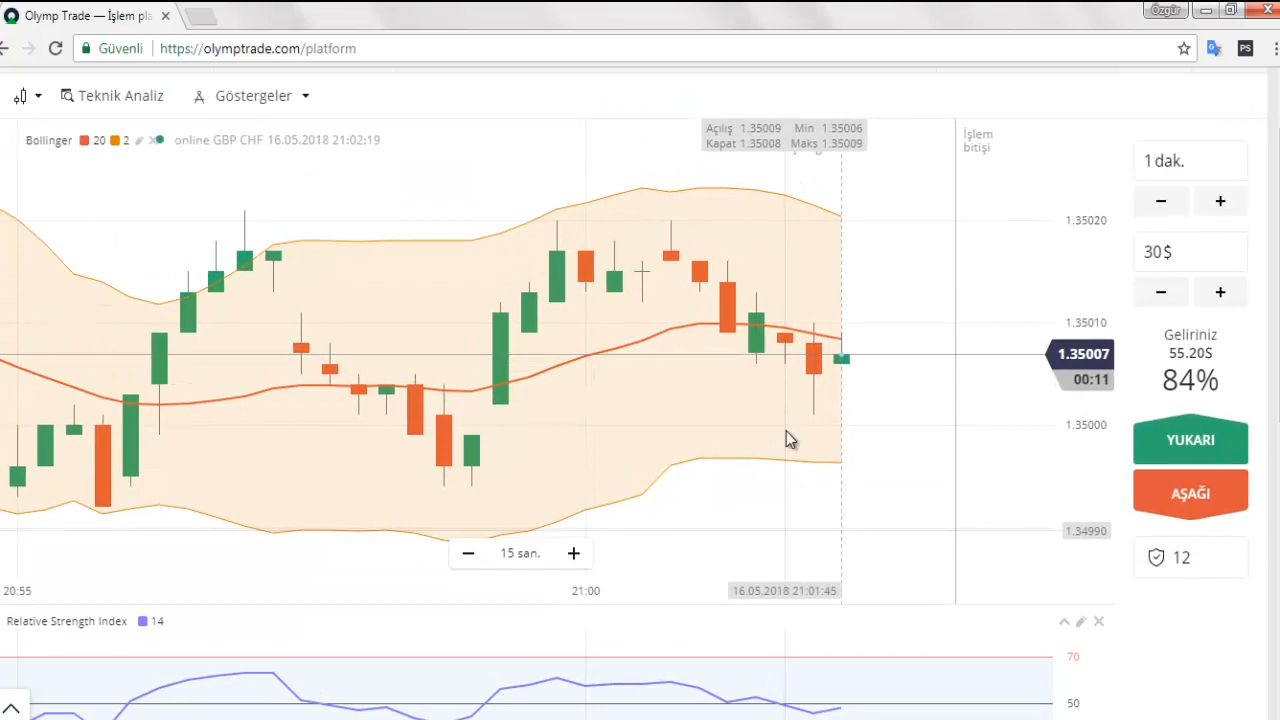 Olymp Trade — İşlem pla
Özgür
Güvenli
https://olymptrade.com/platform
PS
Teknik Analiz
Göstergeler
Bollinger 20 2
online GBP CHF 16.05.2018 21:02:19
Açılış 1.35009 Min 1.35006
Kapat 1.35008 Maks 1.35009
İşlem
bitişi
1 dak.
− +
30$
− +
Geliriniz
55.20$
84%
YUKARI
AŞAĞI
12
1.35020
1.35010
1.35007
00:11
1.35000
1.34990
− 15 san. +
20:55
21:00
16.05.2018 21:01:45
Relative Strength Index 14
70
50